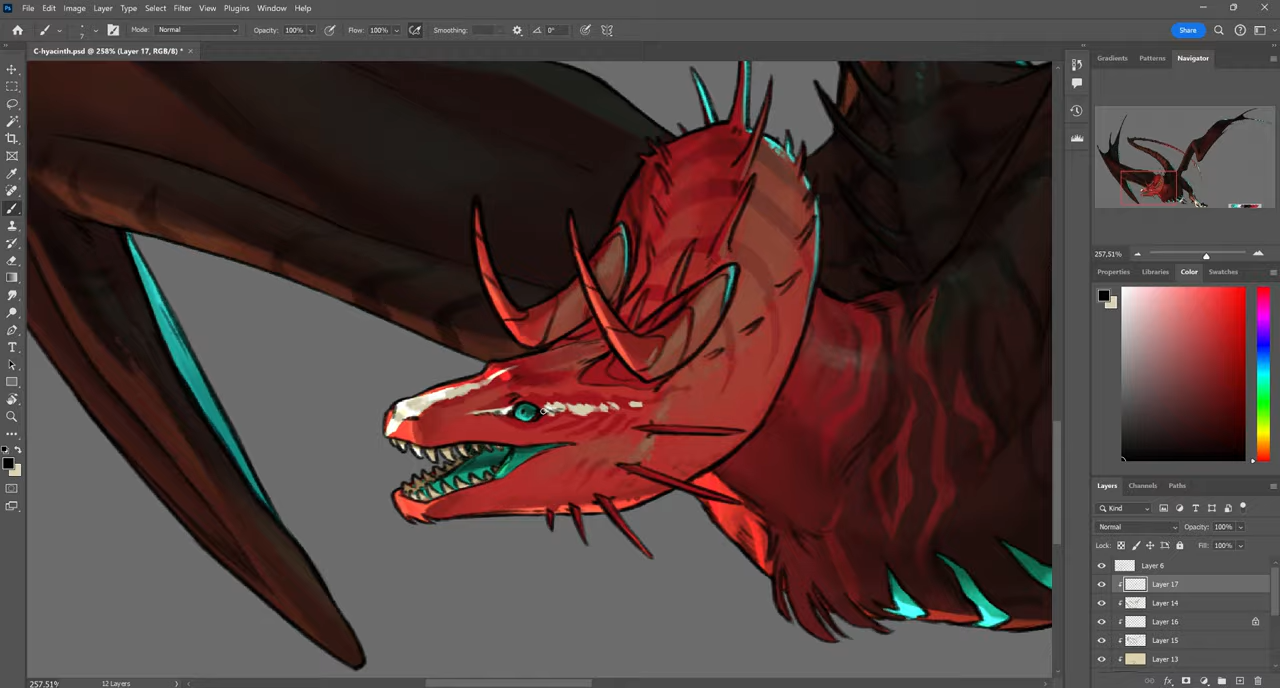 Ps File Edit Image Layer Type Select Filter View Plugins Window Help
7 Mode: Normal Opacity: 100% Flow: 100% Smoothing: 0° Share
C-hyacinth.psd @ 258% (Layer 17, RGB/8) *
Gradients Patterns Navigator
257,51%
Properties Libraries Color Swatches
Layers Channels Paths
Kind
Normal Opacity: 100%
Lock: Fill: 100%
Layer 6
Layer 17
Layer 14
Layer 16
Layer 15
Layer 13
fx
257,51% 12 Layers